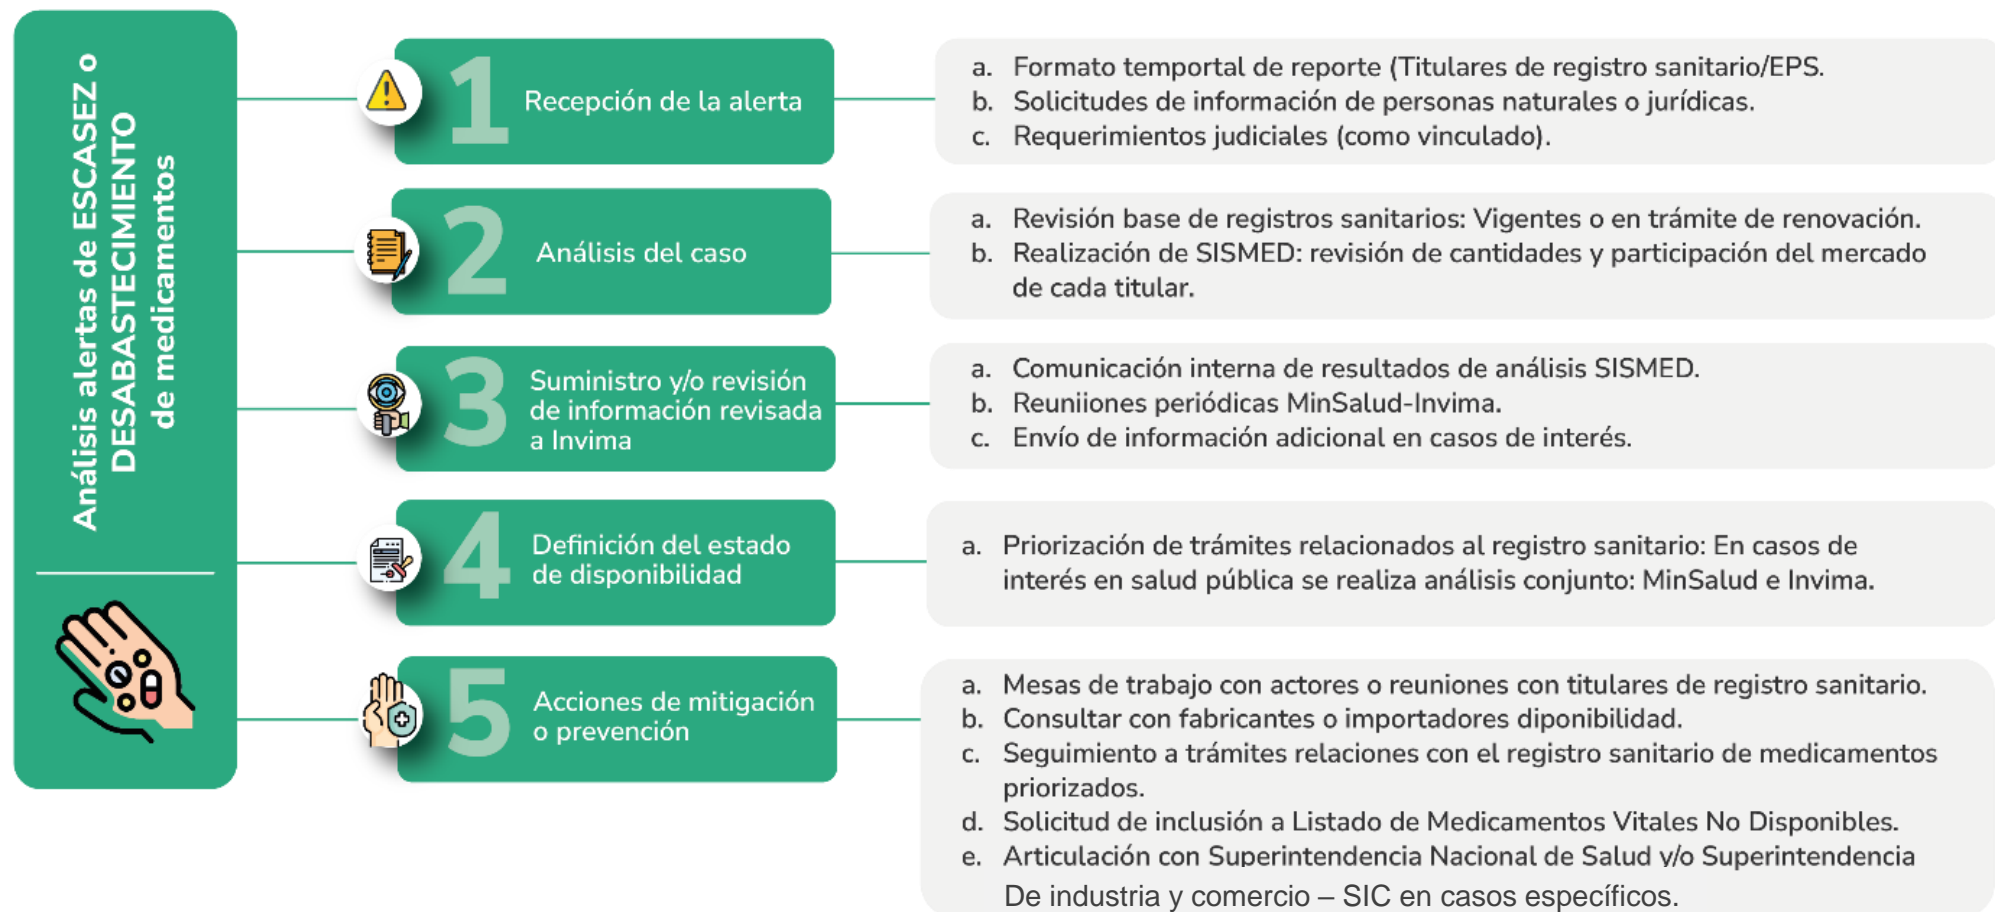 Análisis alertas de ESCASEZ o
DESABASTECIMIENTO
de medicamentos
1
Recepción de la alerta
a. Formato temportal de reporte (Titulares de registro sanitario/EPS.
b. Solicitudes de información de personas naturales o jurídicas.
c. Requerimientos judiciales (como vinculado).
2
Análisis del caso
a. Revisión base de registros sanitarios: Vigentes o en trámite de renovación.
b. Realización de SISMED: revisión de cantidades y participación del mercado
de cada titular.
3
Suministro y/o revisión
de información revisada
a Invima
a. Comunicación interna de resultados de análisis SISMED.
b. Reuniiones periódicas MinSalud-Invima.
c. Envío de información adicional en casos de interés.
4
Definición del estado
de disponibilidad
a. Priorización de trámites relacionados al registro sanitario: En casos de
interés en salud pública se realiza análisis conjunto: MinSalud e Invima.
5
Acciones de mitigación
o prevención
a. Mesas de trabajo con actores o reuniones con titulares de registro sanitario.
b. Consultar con fabricantes o importadores diponibilidad.
c. Seguimiento a trámites relaciones con el registro sanitario de medicamentos
priorizados.
d. Solicitud de inclusión a Listado de Medicamentos Vitales No Disponibles.
e. Articulación con Superintendencia Nacional de Salud y/o Superintendencia
De industria y comercio – SIC en casos específicos.